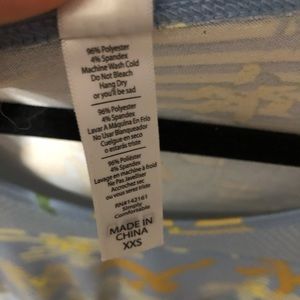 96% Polyester
4% Spandex
Machine Wash Cold
Do Not Bleach
Hang Dry
or you'll be sad
96% Polyester
4% Spandex
Lavar A Maquina En Frio
No Usar Blanqueador
Cuelgue en seco
o estarás triste
96% Poliéster
4% Spandex
Lavage en machine à froid
Ne Pas Javelliser
Accrochez sec
ou vous serez triste
RN#142161
Simply
Comfortable
MADE IN
CHINA
XXS